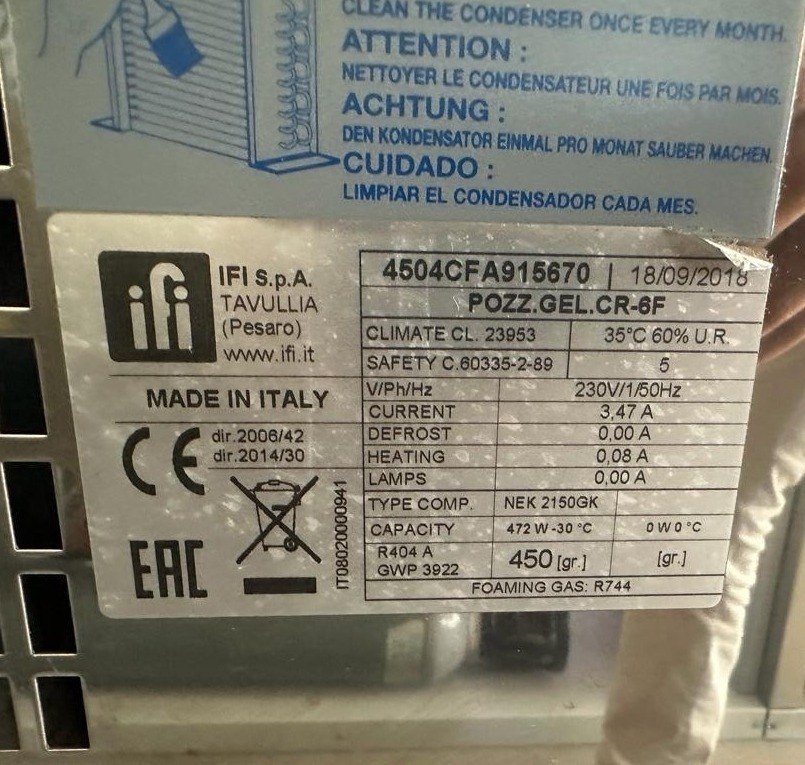 CLEAN THE CONDENSER ONCE EVERY MONTH.
ATTENTION :
NETTOYER LE CONDENSATEUR UNE FOIS PAR MOIS.
ACHTUNG :
DEN KONDENSATOR EINMAL PRO MONAT SAUBER MACHEN.
CUIDADO :
LIMPIAR EL CONDENSADOR CADA MES.
ifi
IFI S.p.A.
TAVULLIA
(Pesaro)
www.ifi.it
MADE IN ITALY
CE dir.2006/42
dir.2014/30
EAC
IT08020000941
4504CFA915670 | 18/09/2018
POZZ.GEL.CR-6F
CLIMATE CL. 23953 35°C 60% U.R.
SAFETY C.60335-2-89 5
V/Ph/Hz 230V/1/50Hz
CURRENT 3,47 A
DEFROST 0,00 A
HEATING 0,08 A
LAMPS 0,00 A
TYPE COMP. NEK 2150GK
CAPACITY 472 W -30 °C 0 W 0 °C
R404 A
GWP 3922 450 [gr.] [gr.]
FOAMING GAS: R744